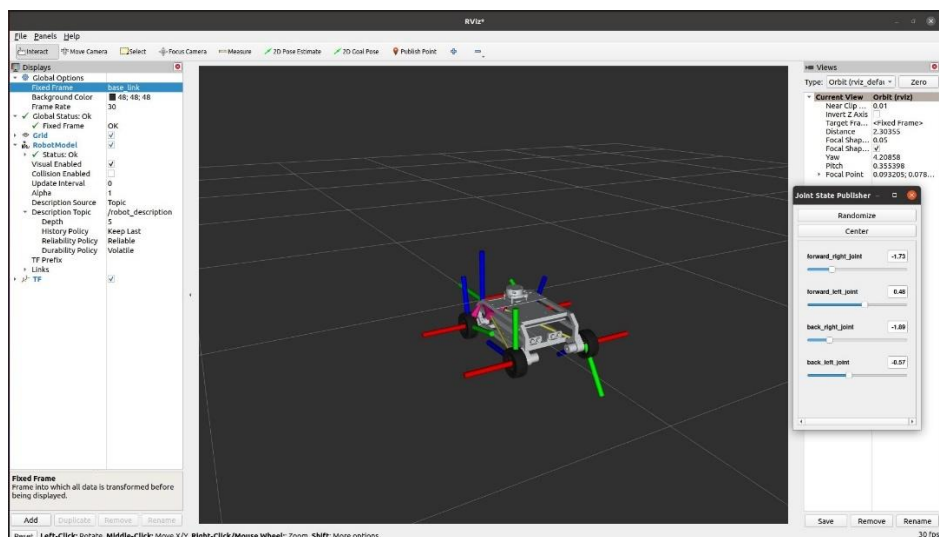 RViz*
File Panels Help
Interact Move Camera Select Focus Camera Measure 2D Pose Estimate 2D Goal Pose Publish Point
Displays
Global Options
Fixed Frame base_link
Background Color 48; 48; 48
Frame Rate 30
Global Status: Ok
Fixed Frame OK
Grid
RobotModel
Status: Ok
Visual Enabled
Collision Enabled
Update Interval 0
Alpha 1
Description Source Topic
Description Topic /robot_description
Depth 5
History Policy Keep Last
Reliability Policy Reliable
Durability Policy Volatile
TF Prefix
Links
TF
Fixed Frame
Frame into which all data is transformed before
being displayed.
Add Duplicate Remove Rename
Views
Type: Orbit (rviz_defau Zero
Current View Orbit (rviz)
Near Clip ... 0.01
Invert Z Axis
Target Fra... <Fixed Frame>
Distance 2.30355
Focal Shap... 0.05
Focal Shap...
Yaw 4.20858
Pitch 0.355398
Focal Point 0.093205; 0.078...
Joint State Publisher
Randomize
Center
forward_right_joint -1.73
forward_left_joint 0.48
back_right_joint
back_left_joint -0.57
Save Remove Rename
Reset Left-Click: Rotate. Middle-Click: Move X/Y. Right-Click/Mouse Wheel: Zoom. Shift: More options.
30 fps